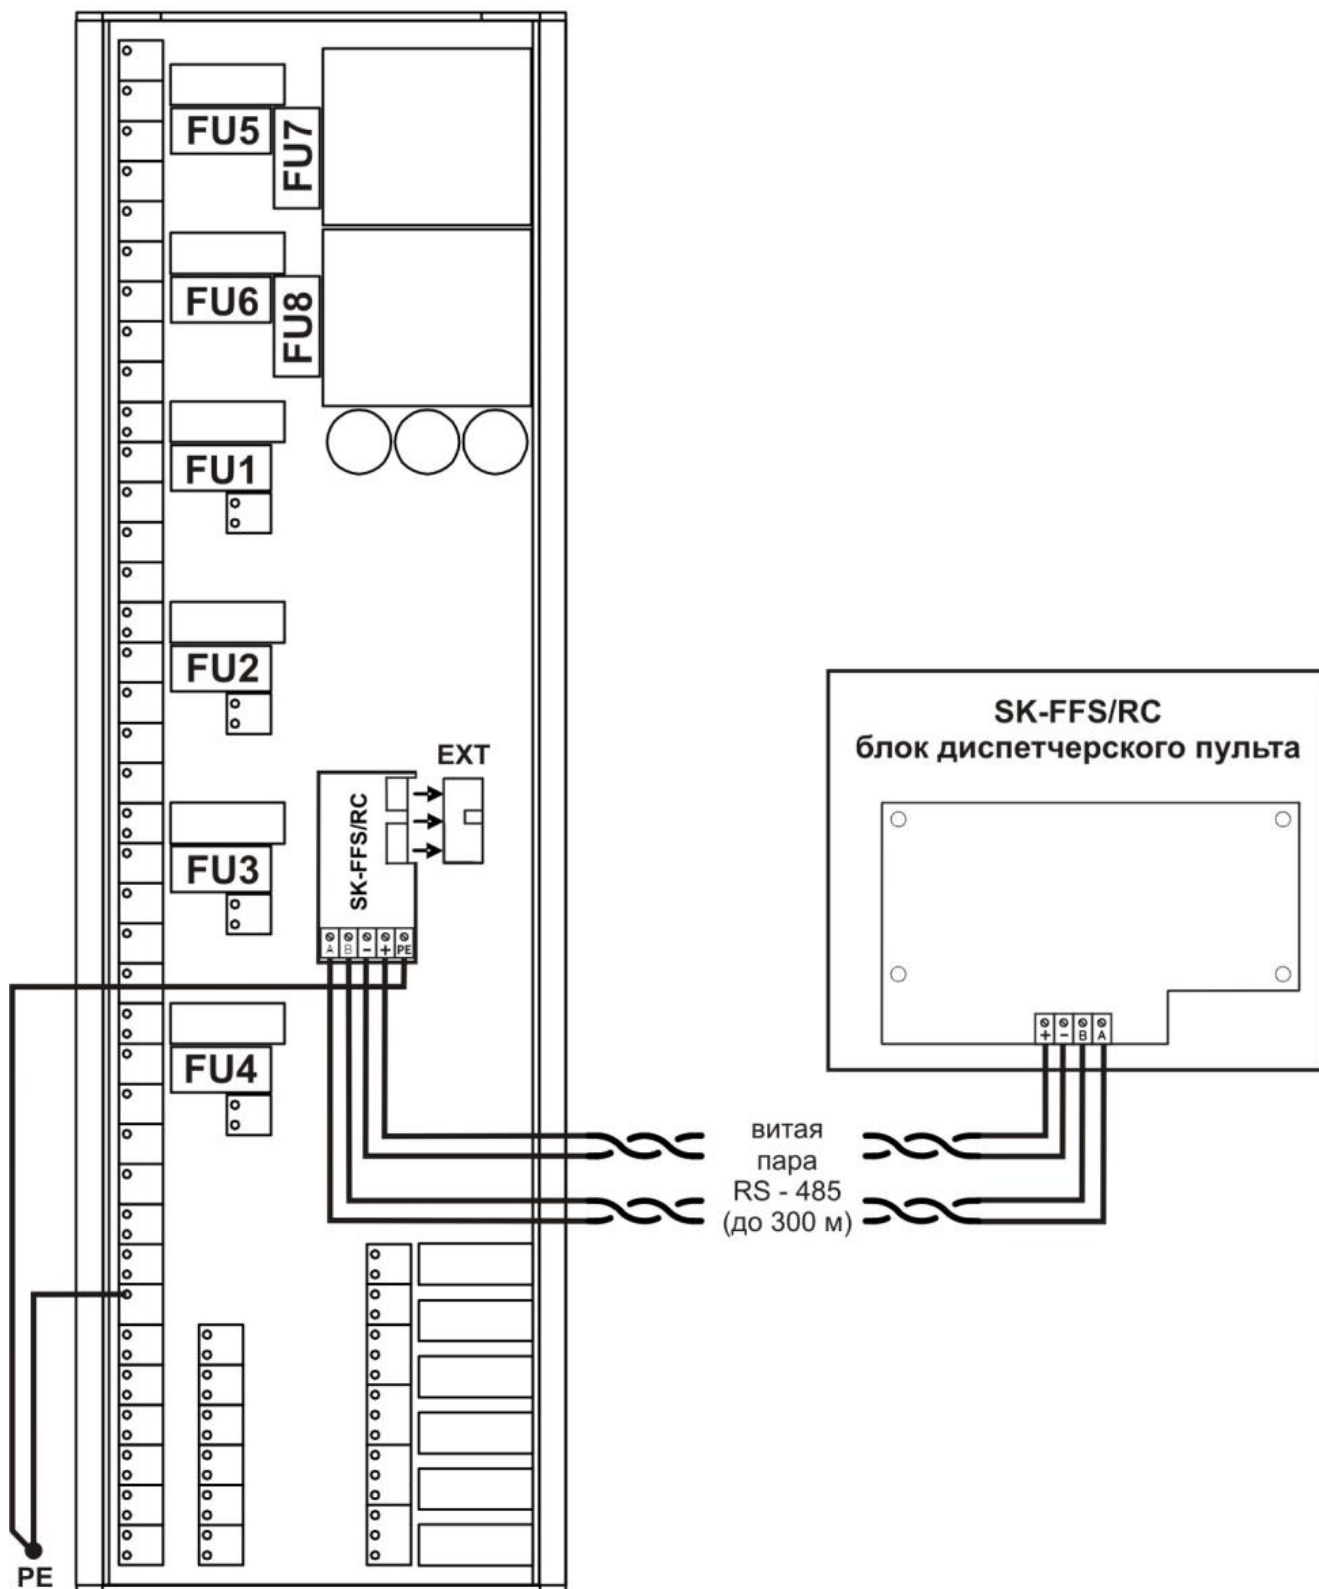 FU5
FU7
FU6
FU8
FU1
FU2
EXT
SK-FFS/RC
FU3
A B - + PE
FU4
SK-FFS/RC
блок диспетчерского пульта
+ - B A
витая
пара
RS - 485
(до 300 м)
PE